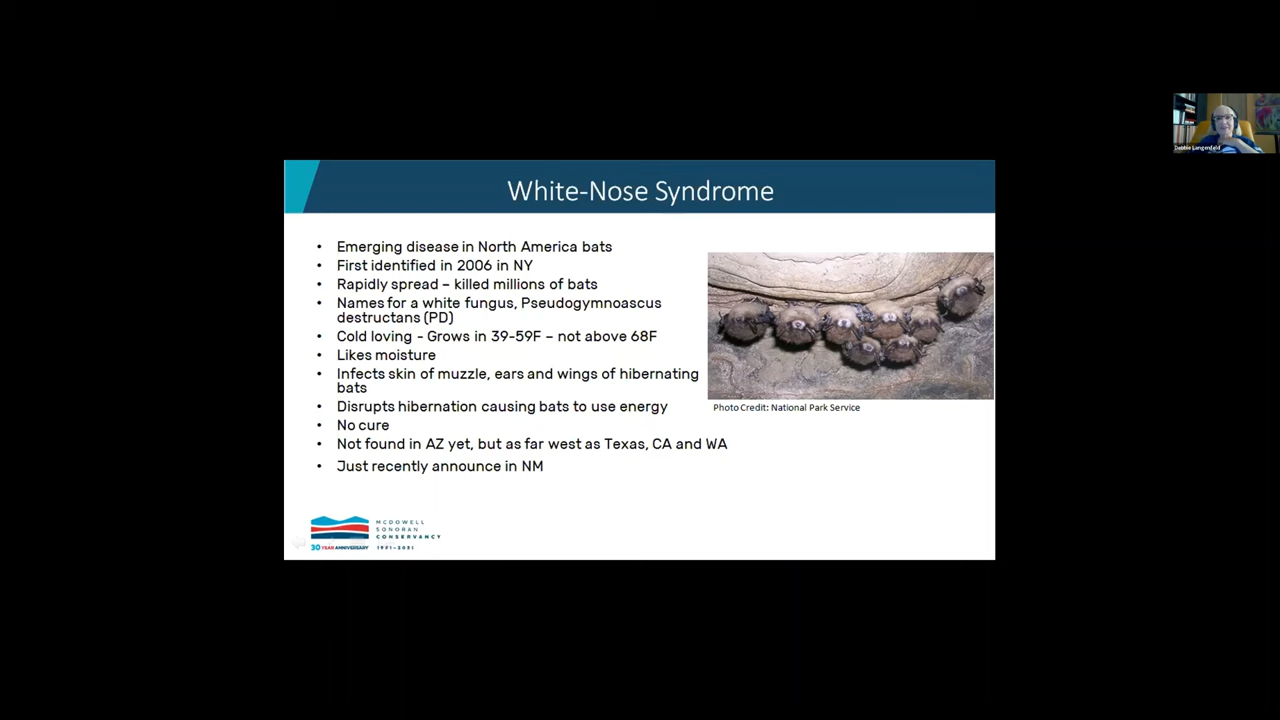 White-Nose Syndrome
• Emerging disease in North America bats
• First identified in 2006 in NY
• Rapidly spread – killed millions of bats
• Names for a white fungus, Pseudogymnoascus
destructans (PD)
• Cold loving - Grows in 39-59F – not above 68F
• Likes moisture
• Infects skin of muzzle, ears and wings of hibernating
bats
• Disrupts hibernation causing bats to use energy
• No cure
• Not found in AZ yet, but as far west as Texas, CA and WA
• Just recently announce in NM
Photo Credit: National Park Service
MCDOWELL
SONORAN
CONSERVANCY
30 YEAR ANNIVERSARY 1991-2021
Debbie Langenfeld